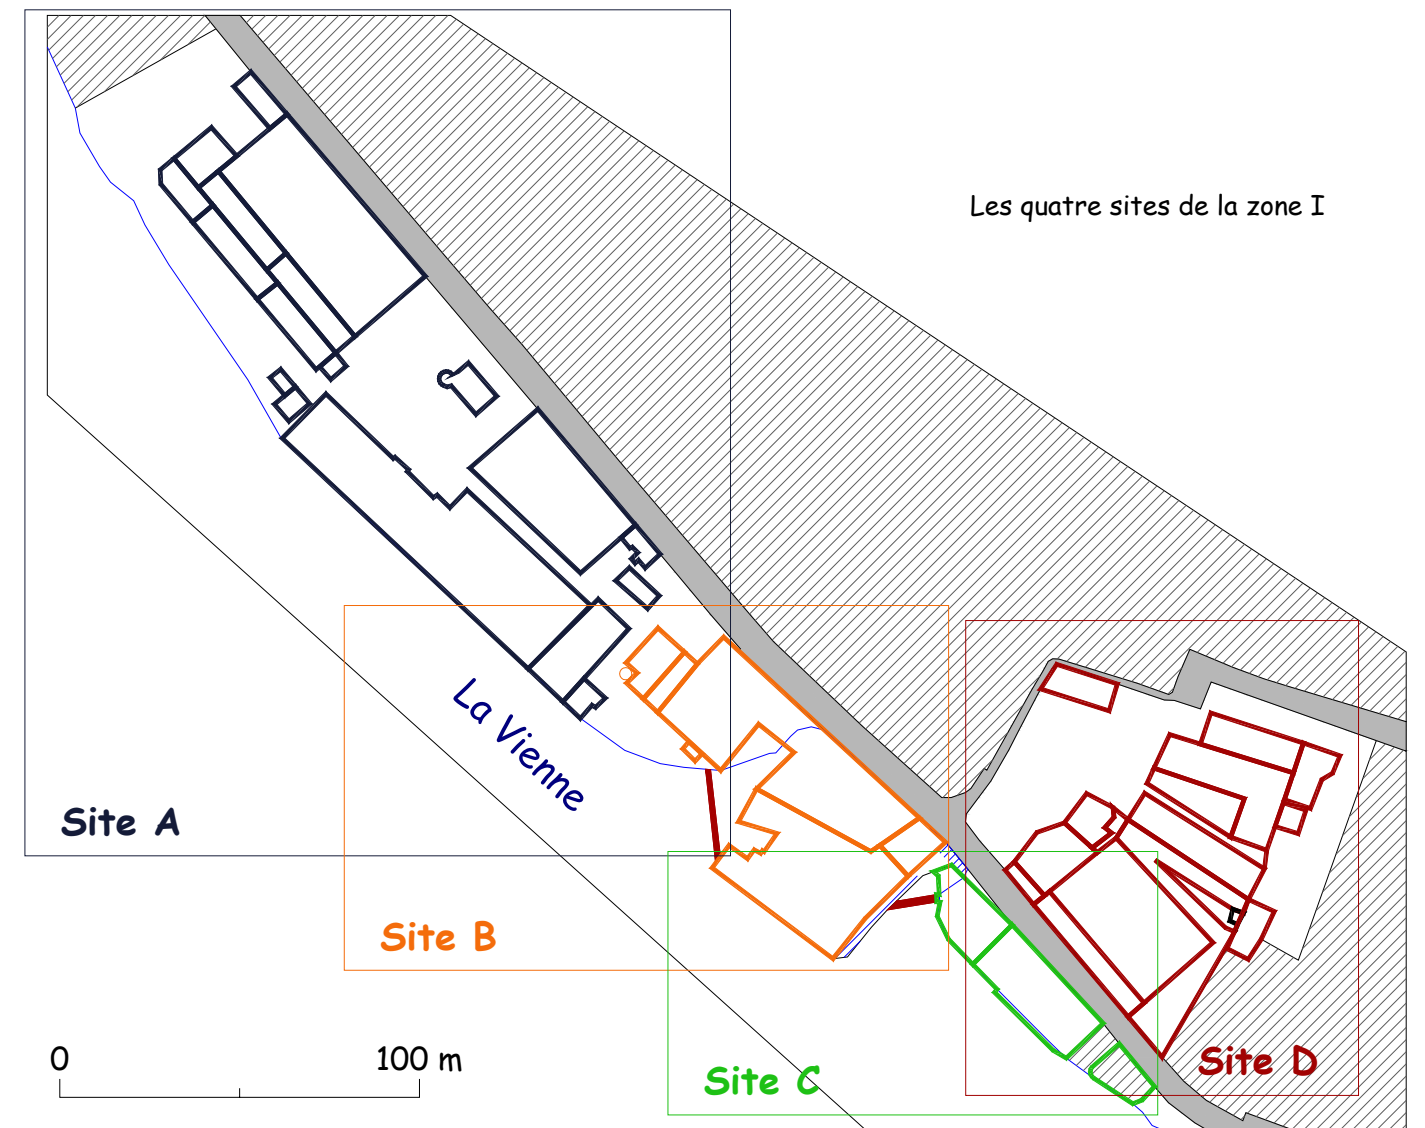 Les quatre sites de la zone I
La Vienne
Site A
Site B
0 100 m
Site C
Site D